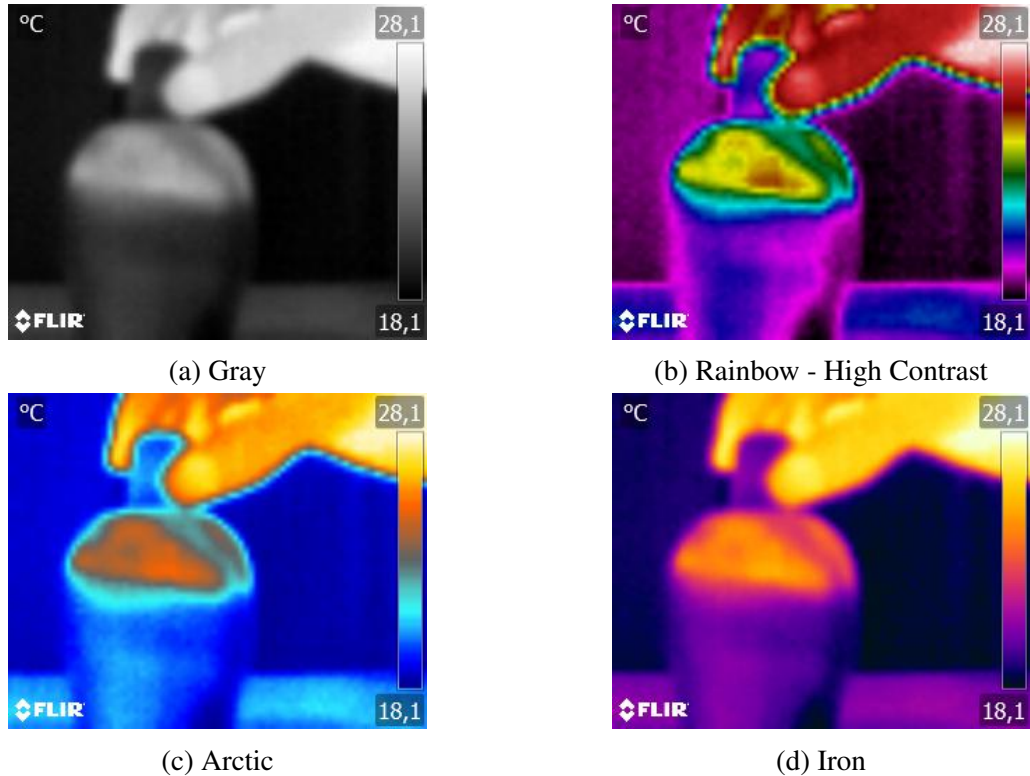 °C 28,1
FLIR 18,1
(a) Gray
°C 28,1
FLIR 18,1
(b) Rainbow - High Contrast
°C 28,1
FLIR 18,1
(c) Arctic
°C 28,1
FLIR 18,1
(d) Iron